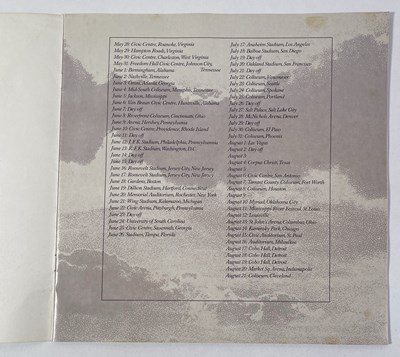 May 28 Civic Centre, Roanoke, Virginia
May 29 Hampton Roads, Virginia
May 30 Civic Centre, Charleston, West Virginia
May 31 Freedom Hall Civic Centre, Johnson City, Tennessee
June 1 Birmingham, Alabama
June 2 Nashville, Tennessee
June 3 Omni, Atlanta, Georgia
June 4 Mid-South Coliseum, Memphis, Tennessee
June 5 Jackson, Mississippi
June 6 Von Braun Civic Centre, Huntsville, Alabama
June 7 Day off
June 8 Riverfront Coliseum, Cincinnati, Ohio
June 9 Arena, Hershey, Pennsylvania
June 10 Civic Centre, Providence, Rhode Island
June 11 Day off
June 12 J.F.K. Stadium, Philadelphia, Pennsylvania
June 13 R.F.K. Stadium, Washington, D.C.
June 14 Day off
June 15 Day off
June 16 Roosevelt Stadium, Jersey City, New Jersey
June 17 Roosevelt Stadium, Jersey City, New Jersey
June 18 Gardens, Boston
June 19 Dillon Stadium, Hartford, Connecticut
June 20 Memorial Auditorium, Rochester, New York
June 21 Wing Stadium, Kalamazoo, Michigan
June 22 Civic Arena, Pittsburgh, Pennsylvania
June 23 Day off
June 24 University of South Carolina
June 25 Civic Centre, Savannah, Georgia
June 26 Stadium, Tampa, Florida
July 17 Anaheim Stadium, Los Angeles
July 18 Balboa Stadium, San Diego
July 19 Day off
July 20 Oakland Stadium, San Francisco
July 21 Day off
July 22 Coliseum, Vancouver
July 23 Coliseum, Seattle
July 24 Coliseum, Spokane
July 25 Coliseum, Portland
July 26 Day off
July 27 Salt Palace, Salt Lake City
July 28 McNichols Arena, Denver
July 29 Day off
July 30 Coliseum, El Paso
July 31 Coliseum, Phoenix
August 1 Las Vegas
August 2 Day off
August 3 Day off
August 4 Corpus Christi, Texas
August 5
August 6 Civic Centre, San Antonio
August 7 Tarrant County Coliseum, Fort Worth
August 8 Coliseum, Houston
August 9
August 10 Myriad, Oklahoma City
August 11 Mississippi River Festival, St Louis
August 12 Louisville
August 13 St John's Arena, Columbus, Ohio
August 14 Kaminsky Park, Chicago
August 15 Civic Auditorium, St Paul
August 16 Auditorium, Milwaukee
August 17 Cobo Hall, Detroit
August 18 Cobo Hall, Detroit
August 19 Cobo Hall, Detroit
August 20 Market Sq Arena, Indianapolis
August 21 Coliseum, Cleveland